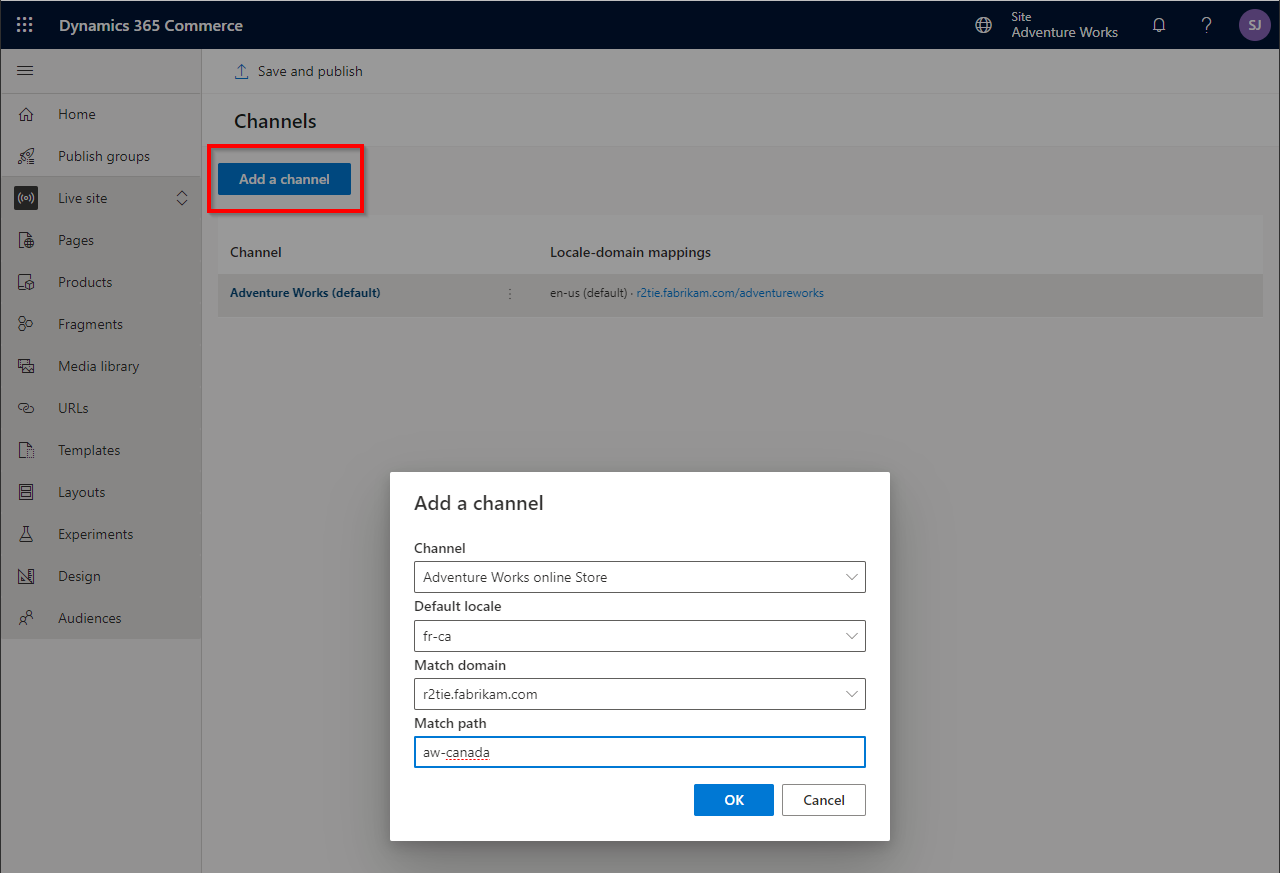 Dynamics 365 Commerce
Site
Adventure Works
?
SJ
Save and publish
Home
Publish groups
Live site
Pages
Products
Fragments
Media library
URLs
Templates
Layouts
Experiments
Design
Audiences
Channels
Add a channel
Channel Locale-domain mappings
Adventure Works (default) en-us (default) · r2tie.fabrikam.com/adventureworks
Add a channel
Channel
Adventure Works online Store
Default locale
fr-ca
Match domain
r2tie.fabrikam.com
Match path
aw-canada
OK Cancel